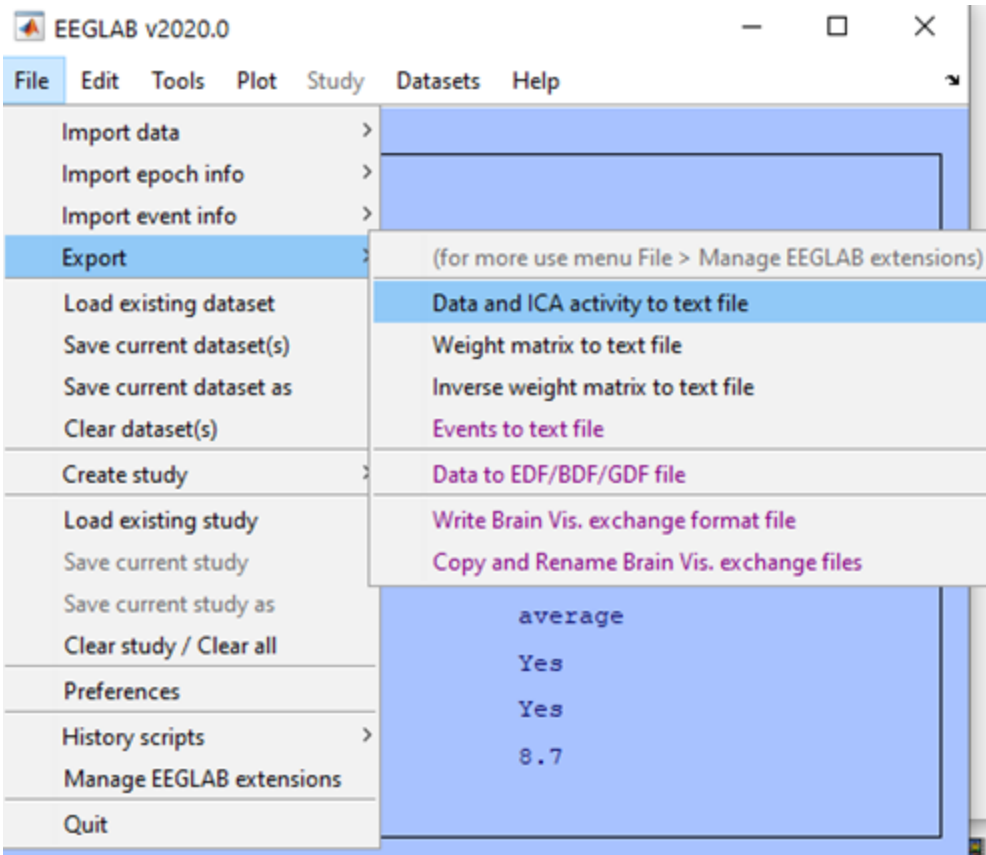 EEGLAB v2020.0
File Edit Tools Plot Study Datasets Help
Import data
Import epoch info
Import event info
Export
Load existing dataset
Save current dataset(s)
Save current dataset as
Clear dataset(s)
Create study
Load existing study
Save current study
Save current study as
Clear study / Clear all
Preferences
History scripts
Manage EEGLAB extensions
Quit
(for more use menu File > Manage EEGLAB extensions)
Data and ICA activity to text file
Weight matrix to text file
Inverse weight matrix to text file
Events to text file
Data to EDF/BDF/GDF file
Write Brain Vis. exchange format file
Copy and Rename Brain Vis. exchange files
average
Yes
Yes
8.7